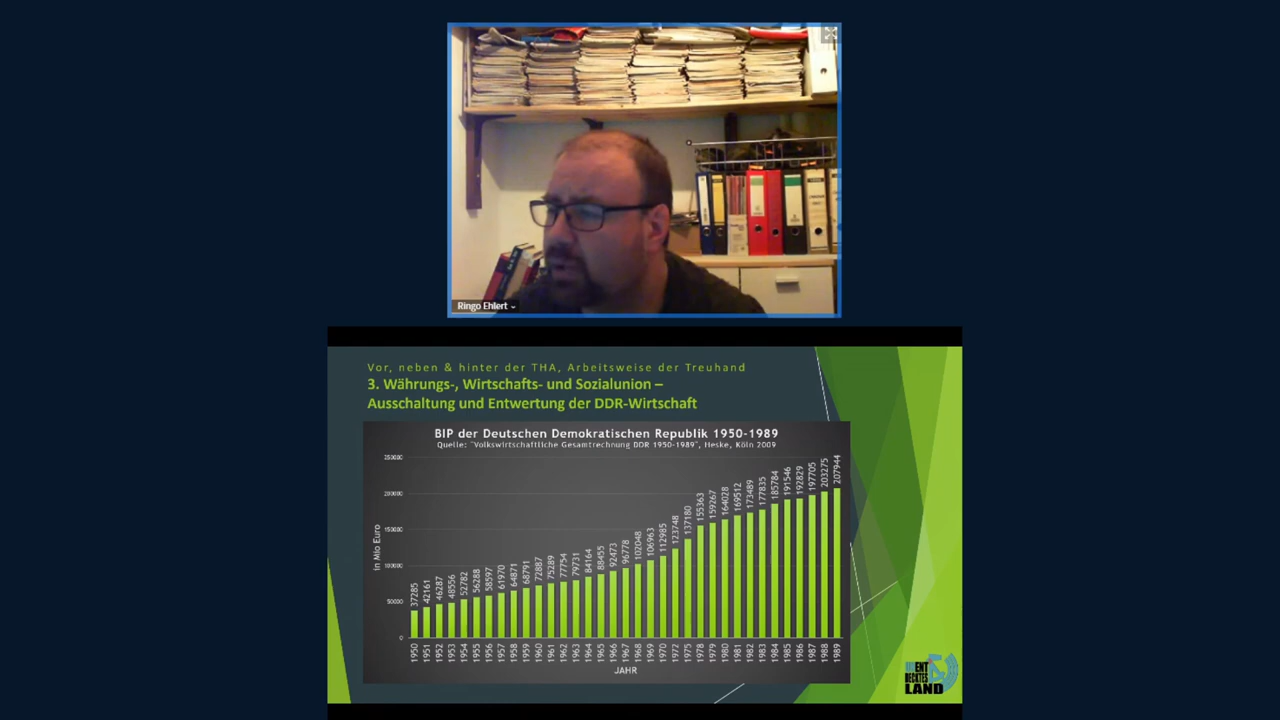 Ringo Ehlert
Vor, neben & hinter der THA, Arbeitsweise der Treuhand
3. Währungs-, Wirtschafts- und Sozialunion –
Ausschaltung und Entwertung der DDR-Wirtschaft
BIP der Deutschen Demokratischen Republik 1950-1989
Quelle: "Volkswirtschaftliche Gesamtrechnung DDR 1950-1989", Heske, Köln 2009
in Mio Euro
250000
200000
150000
100000
50000
0
37285 42161 46287 48556 52782 56288 58597 61970 64871 68791 72887 75289 77754 79731 84164 88455 92473 96778 102048 106963 112985 123748 137180 155363 159267 164028 169512 173489 177835 185784 191546 192829 197705 203275 207944
1950 1951 1952 1953 1954 1955 1956 1957 1958 1959 1960 1961 1962 1963 1964 1965 1966 1967 1968 1969 1970 1972 1975 1978 1979 1980 1981 1982 1983 1984 1985 1986 1987 1988 1989
JAHR
ENT
DECKTES
LAND